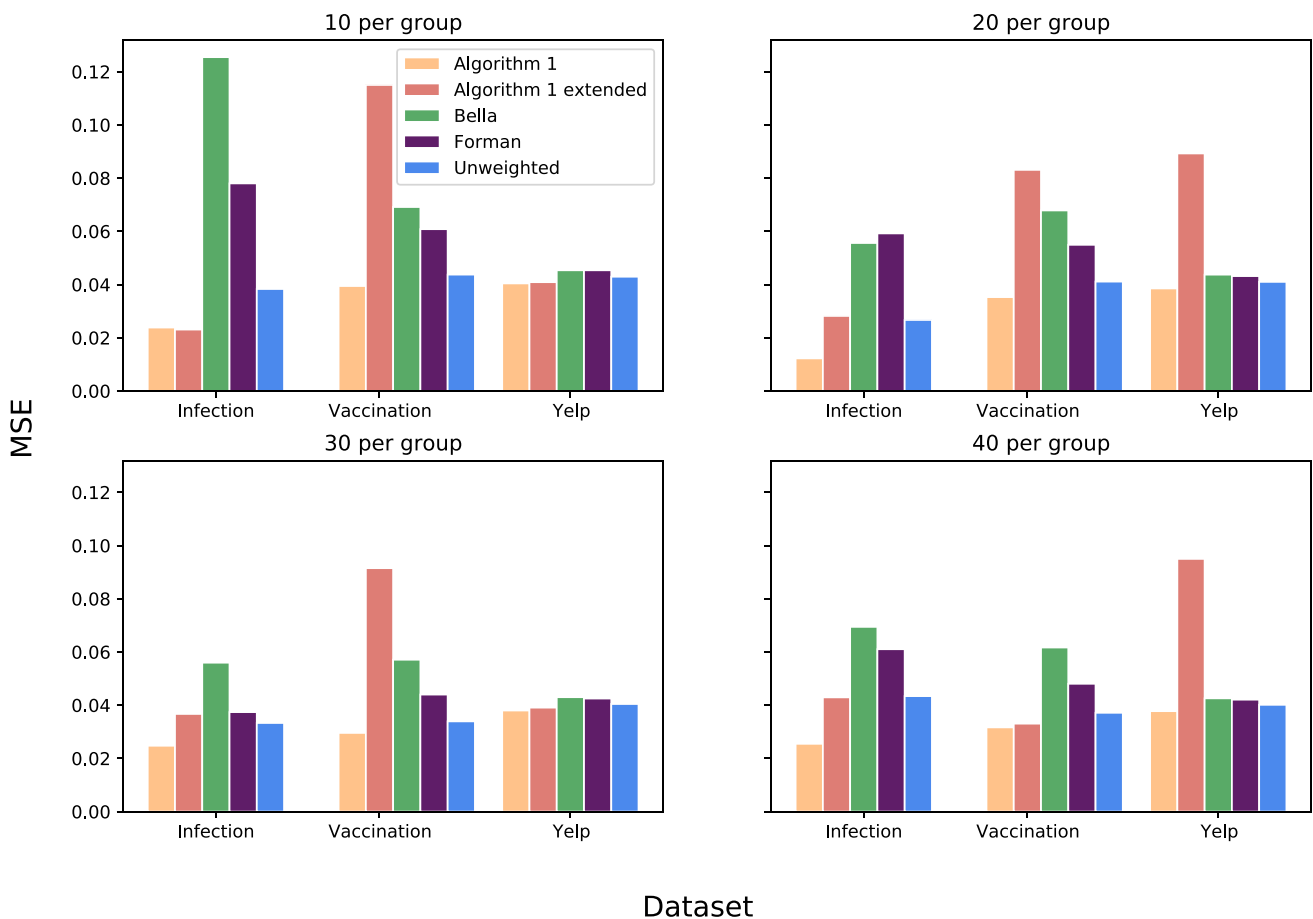 10 per group
20 per group
0.12
0.10
0.08
0.06
0.04
0.02
0.00
Algorithm 1
Algorithm 1 extended
Bella
Forman
Unweighted
Infection
Vaccination
Yelp
Infection
Vaccination
Yelp
MSE
30 per group
40 per group
0.12
0.10
0.08
0.06
0.04
0.02
0.00
Infection
Vaccination
Yelp
Infection
Vaccination
Yelp
Dataset